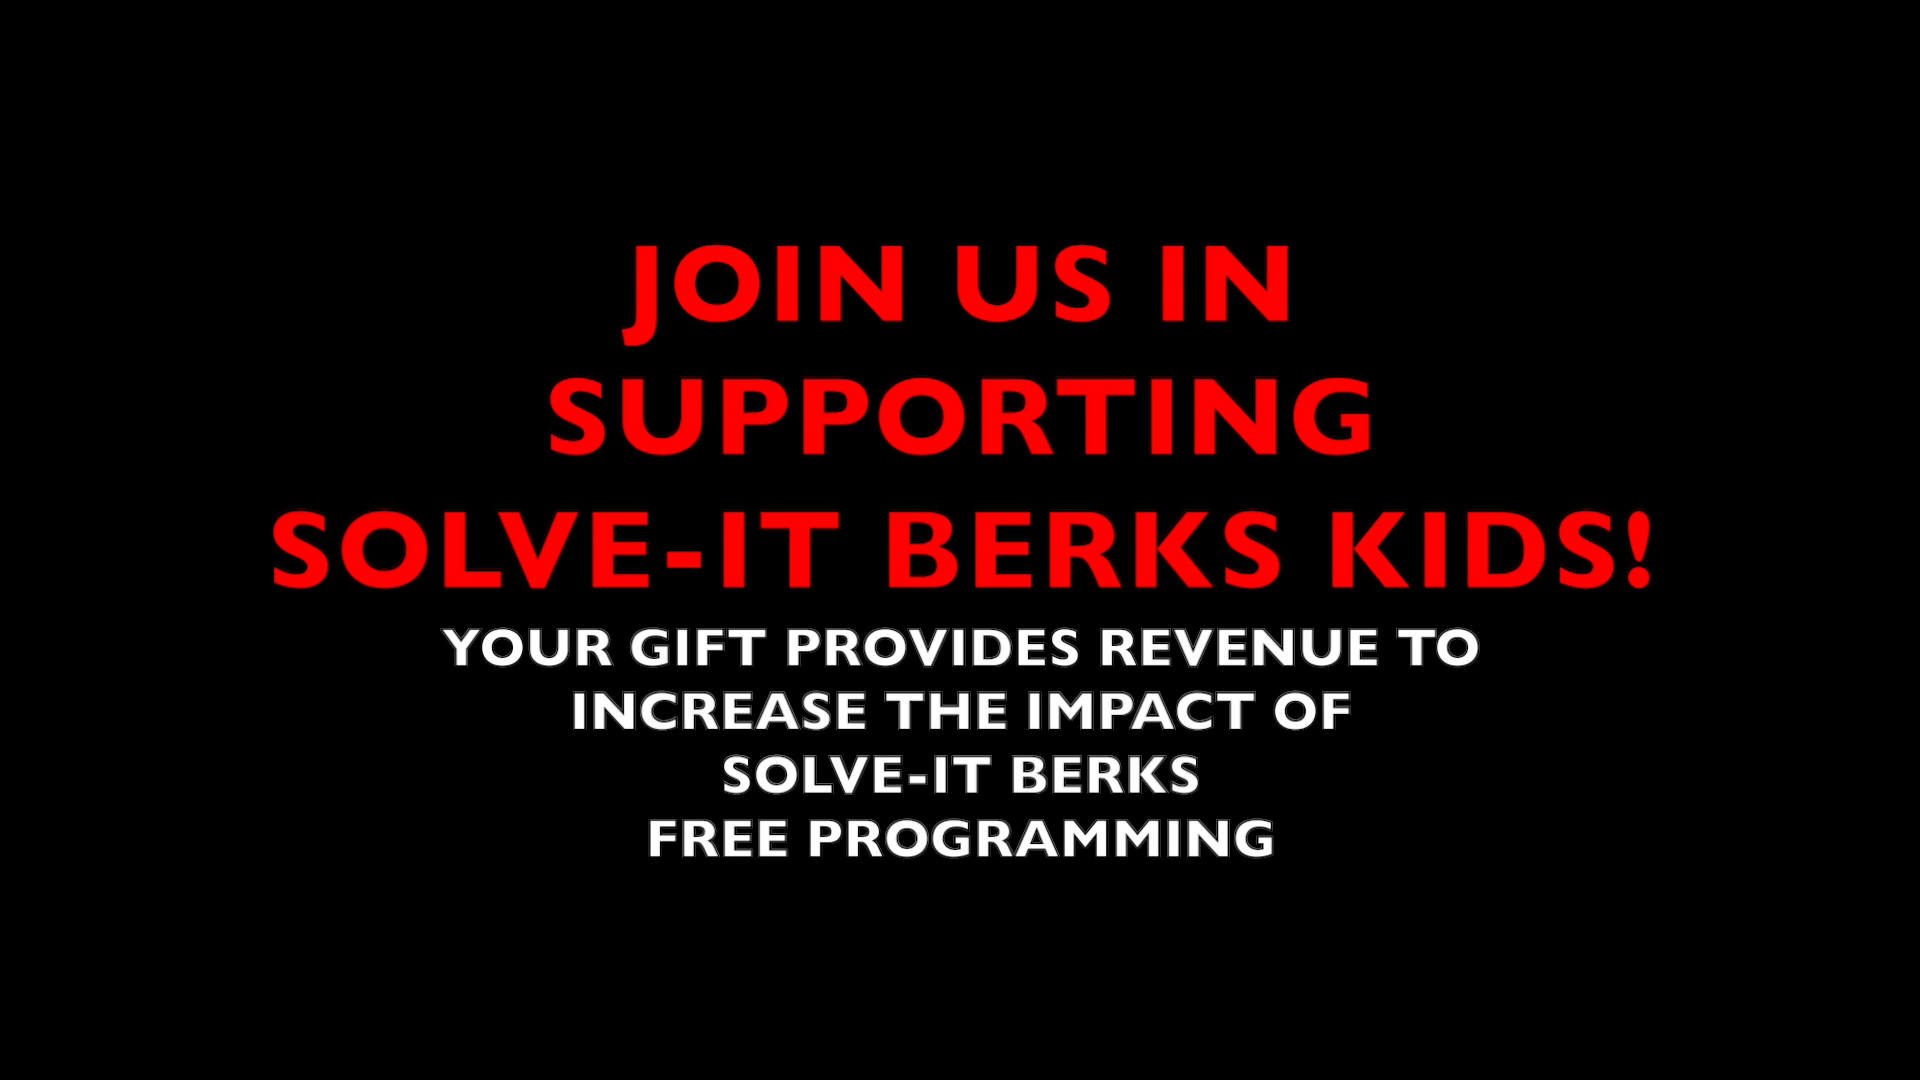 JOIN US IN
SUPPORTING
SOLVE-IT BERKS KIDS!
YOUR GIFT PROVIDES REVENUE TO
INCREASE THE IMPACT OF
SOLVE-IT BERKS
FREE PROGRAMMING